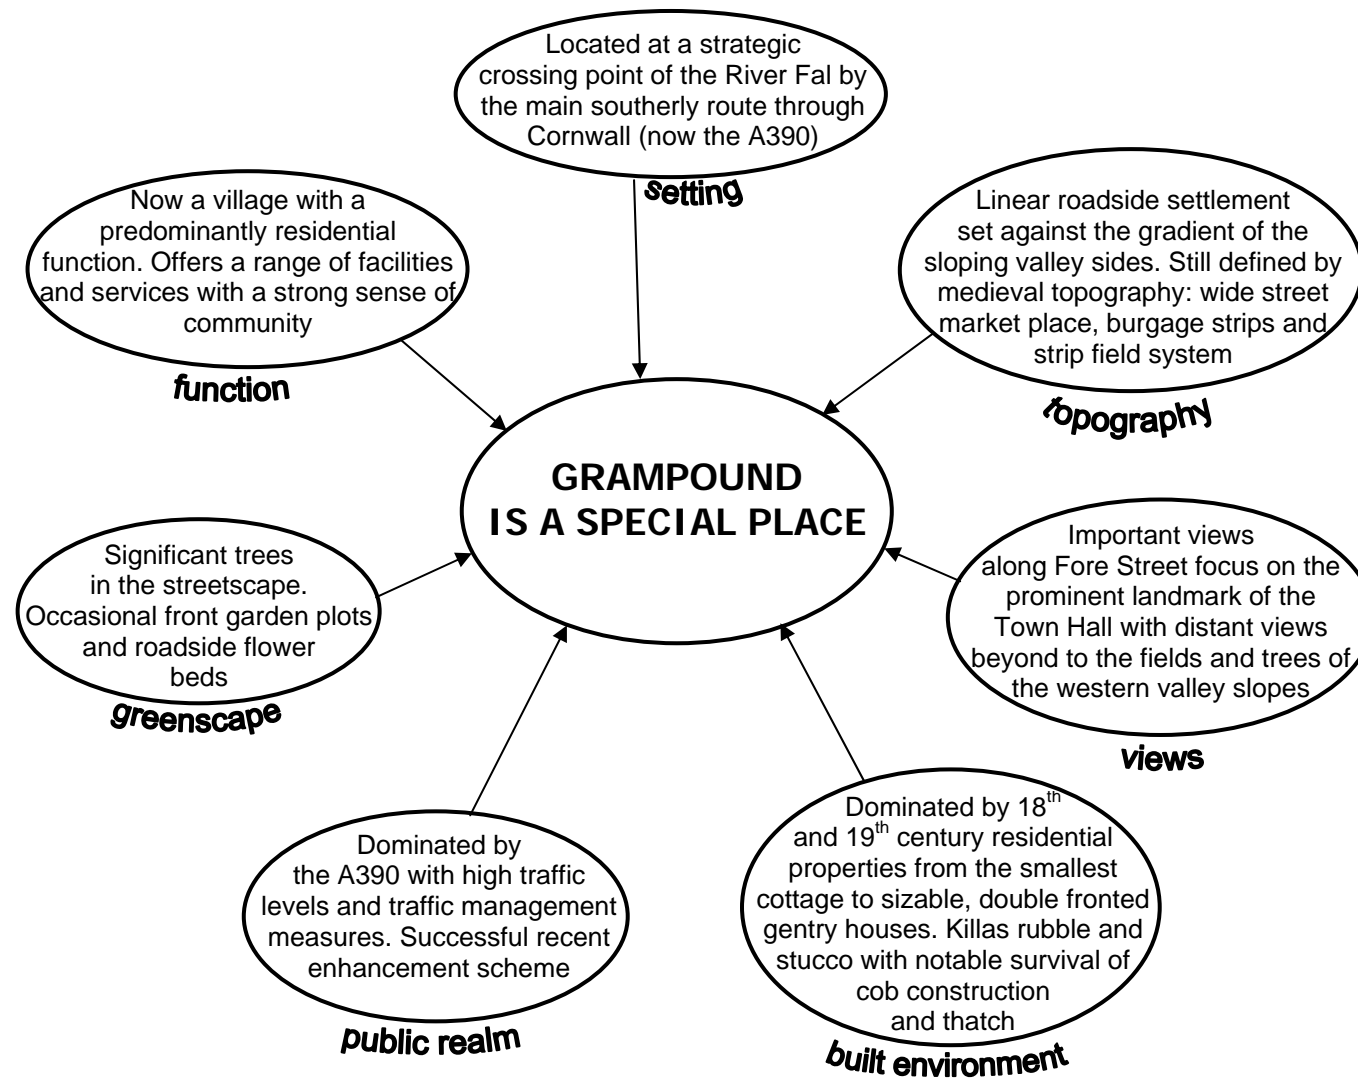 Located at a strategic
crossing point of the River Fal by
the main southerly route through
Cornwall (now the A390)
setting
Now a village with a
predominantly residential
function. Offers a range of facilities
and services with a strong sense of
community
function
Linear roadside settlement
set against the gradient of the
sloping valley sides. Still defined by
medieval topography: wide street
market place, burgage strips and
strip field system
topography
GRAMPOUND
IS A SPECIAL PLACE
Significant trees
in the streetscape.
Occasional front garden plots
and roadside flower
beds
greenscape
Important views
along Fore Street focus on the
prominent landmark of the
Town Hall with distant views
beyond to the fields and trees of
the western valley slopes
views
Dominated by
the A390 with high traffic
levels and traffic management
measures. Successful recent
enhancement scheme
public realm
Dominated by 18th
and 19th century residential
properties from the smallest
cottage to sizable, double fronted
gentry houses. Killas rubble and
stucco with notable survival of
cob construction
and thatch
built environment